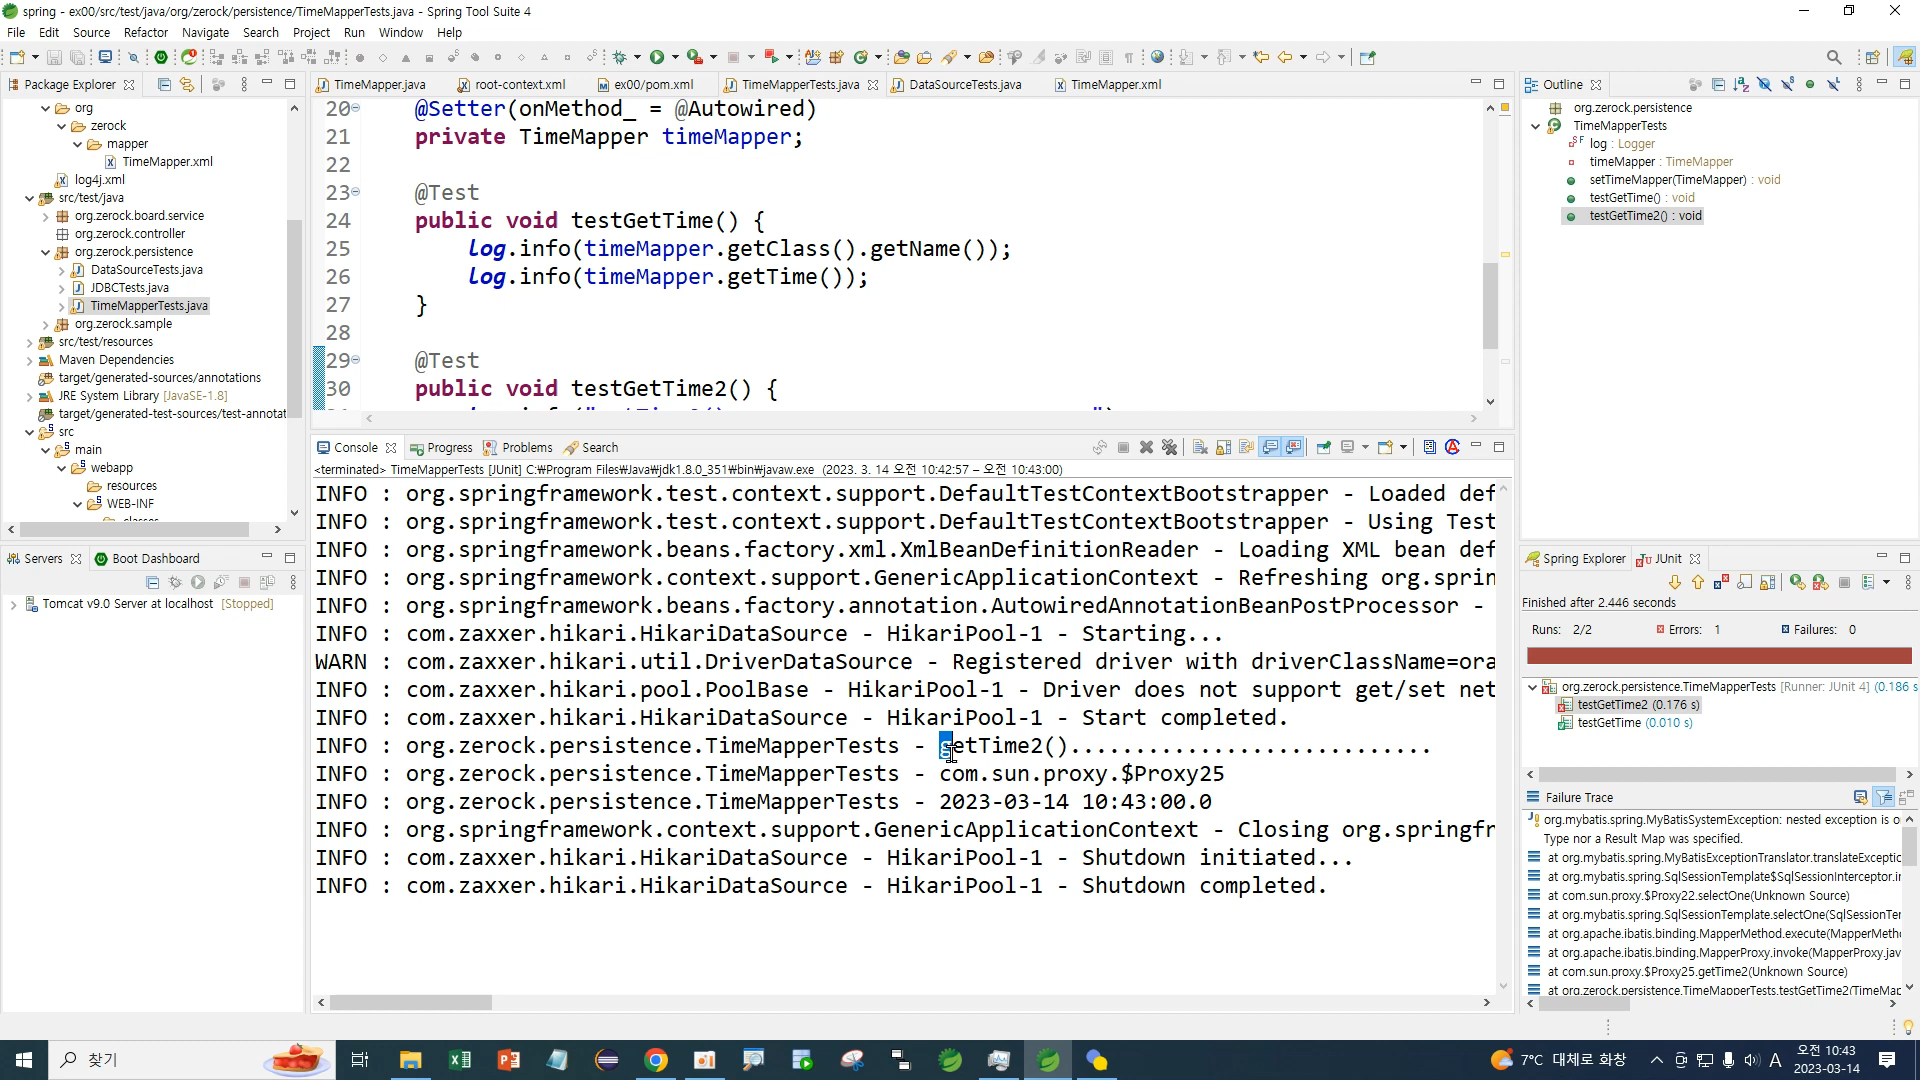 spring - ex00/src/test/java/org/zerock/persistence/TimeMapperTests.java - Spring Tool Suite 4
File Edit Source Refactor Navigate Search Project Run Window Help
Package Explorer
org
zerock
mapper
TimeMapper.xml
log4j.xml
src/test/java
org.zerock.board.service
org.zerock.controller
org.zerock.persistence
DataSourceTests.java
JDBCTests.java
TimeMapperTests.java
org.zerock.sample
src/test/resources
Maven Dependencies
target/generated-sources/annotations
JRE System Library [JavaSE-1.8]
target/generated-test-sources/test-annotat
src
main
webapp
resources
WEB-INF
Servers Boot Dashboard
Tomcat v9.0 Server at localhost [Stopped]
TimeMapper.java root-context.xml ex00/pom.xml TimeMapperTests.java DataSourceTests.java TimeMapper.xml
20 @Setter(onMethod_ = @Autowired)
21 private TimeMapper timeMapper;
22
23 @Test
24 public void testGetTime() {
25 log.info(timeMapper.getClass().getName());
26 log.info(timeMapper.getTime());
27 }
28
29 @Test
30 public void testGetTime2() {
Console Progress Problems Search
<terminated> TimeMapperTests [JUnit] C:₩Program Files₩Java₩jdk1.8.0_351₩bin₩javaw.exe (2023. 3. 14 오전 10:42:57 – 오전 10:43:00)
INFO : org.springframework.test.context.support.DefaultTestContextBootstrapper - Loaded def
INFO : org.springframework.test.context.support.DefaultTestContextBootstrapper - Using Test
INFO : org.springframework.beans.factory.xml.XmlBeanDefinitionReader - Loading XML bean def
INFO : org.springframework.context.support.GenericApplicationContext - Refreshing org.sprin
INFO : org.springframework.beans.factory.annotation.AutowiredAnnotationBeanPostProcessor -
INFO : com.zaxxer.hikari.HikariDataSource - HikariPool-1 - Starting...
WARN : com.zaxxer.hikari.util.DriverDataSource - Registered driver with driverClassName=ora
INFO : com.zaxxer.hikari.pool.PoolBase - HikariPool-1 - Driver does not support get/set net
INFO : com.zaxxer.hikari.HikariDataSource - HikariPool-1 - Start completed.
INFO : org.zerock.persistence.TimeMapperTests - getTime2()............................
INFO : org.zerock.persistence.TimeMapperTests - com.sun.proxy.$Proxy25
INFO : org.zerock.persistence.TimeMapperTests - 2023-03-14 10:43:00.0
INFO : org.springframework.context.support.GenericApplicationContext - Closing org.springfr
INFO : com.zaxxer.hikari.HikariDataSource - HikariPool-1 - Shutdown initiated...
INFO : com.zaxxer.hikari.HikariDataSource - HikariPool-1 - Shutdown completed.
Outline
org.zerock.persistence
TimeMapperTests
log : Logger
timeMapper : TimeMapper
setTimeMapper(TimeMapper) : void
testGetTime() : void
testGetTime2() : void
Spring Explorer JUnit
Finished after 2.446 seconds
Runs: 2/2 Errors: 1 Failures: 0
org.zerock.persistence.TimeMapperTests [Runner: JUnit 4] (0.186 s
testGetTime2 (0.176 s)
testGetTime (0.010 s)
Failure Trace
org.mybatis.spring.MyBatisSystemException: nested exception is o
Type nor a Result Map was specified.
at org.mybatis.spring.MyBatisExceptionTranslator.translateExceptic
at org.mybatis.spring.SqlSessionTemplate$SqlSessionInterceptor.in
at com.sun.proxy.$Proxy22.selectOne(Unknown Source)
at org.mybatis.spring.SqlSessionTemplate.selectOne(SqlSessionTer
at org.apache.ibatis.binding.MapperMethod.execute(MapperMetho
at org.apache.ibatis.binding.MapperProxy.invoke(MapperProxy.jav
at com.sun.proxy.$Proxy25.getTime2(Unknown Source)
at org.zerock.persistence.TimeMapperTests.testGetTime2(TimeMap
찾기
7°C 대체로 화창
A
오전 10:43
2023-03-14